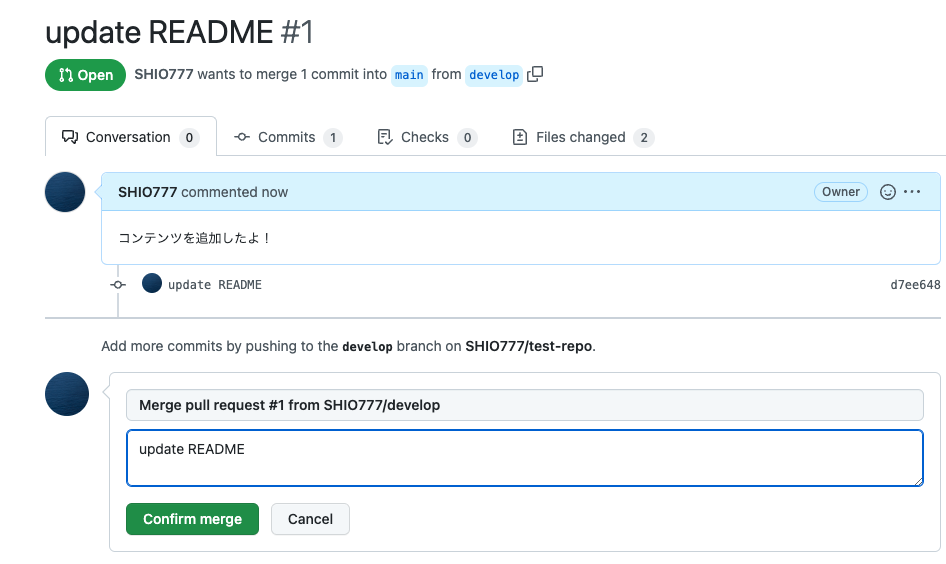 update README #1
Open SHIO777 wants to merge 1 commit into main from develop
Conversation 0 Commits 1 Checks 0 Files changed 2
SHIO777 commented now Owner
コンテンツを追加したよ！
update README d7ee648
Add more commits by pushing to the develop branch on SHIO777/test-repo.
Merge pull request #1 from SHIO777/develop
update README
Confirm merge Cancel